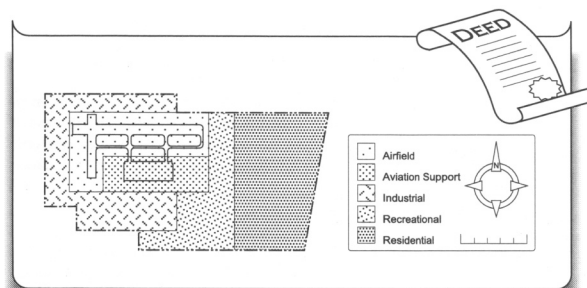 DEED
Airfield
Aviation Support
Industrial
Recreational
Residential
N